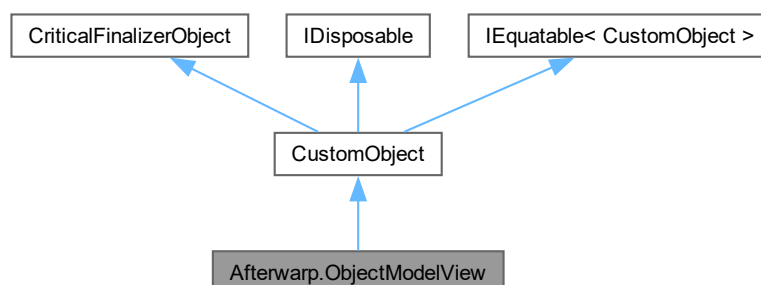 CriticalFinalizerObject
IDisposable
IEquatable< CustomObject >
CustomObject
Afterwarp.ObjectModelView